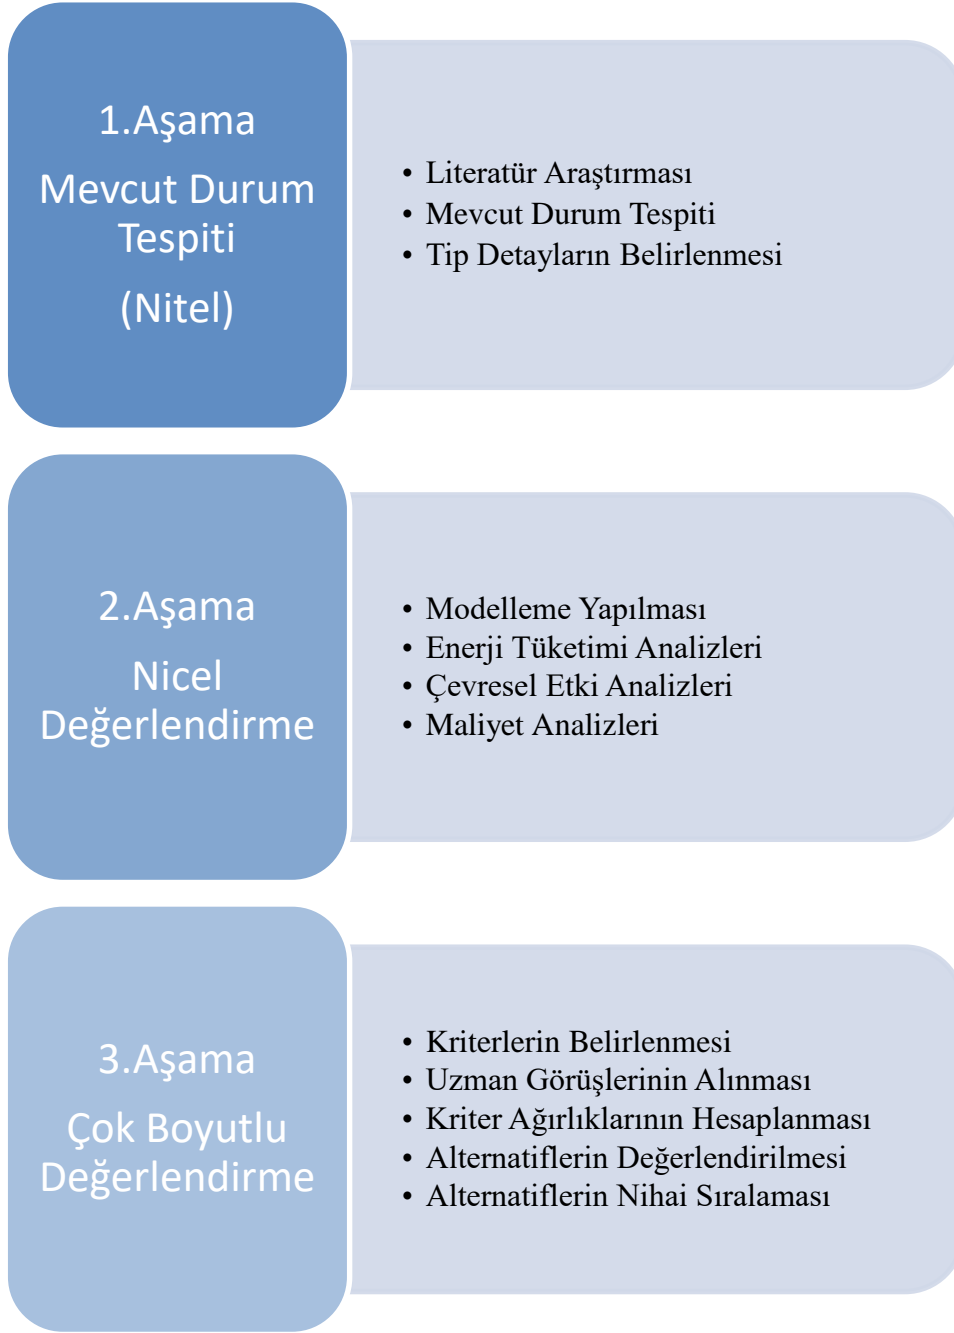 1.Aşama
Mevcut Durum
Tespiti
(Nitel)
• Literatür Araştırması
• Mevcut Durum Tespiti
• Tip Detayların Belirlenmesi
2.Aşama
Nicel
Değerlendirme
• Modelleme Yapılması
• Enerji Tüketimi Analizleri
• Çevresel Etki Analizleri
• Maliyet Analizleri
3.Aşama
Çok Boyutlu
Değerlendirme
• Kriterlerin Belirlenmesi
• Uzman Görüşlerinin Alınması
• Kriter Ağırlıklarının Hesaplanması
• Alternatiflerin Değerlendirilmesi
• Alternatiflerin Nihai Sıralaması